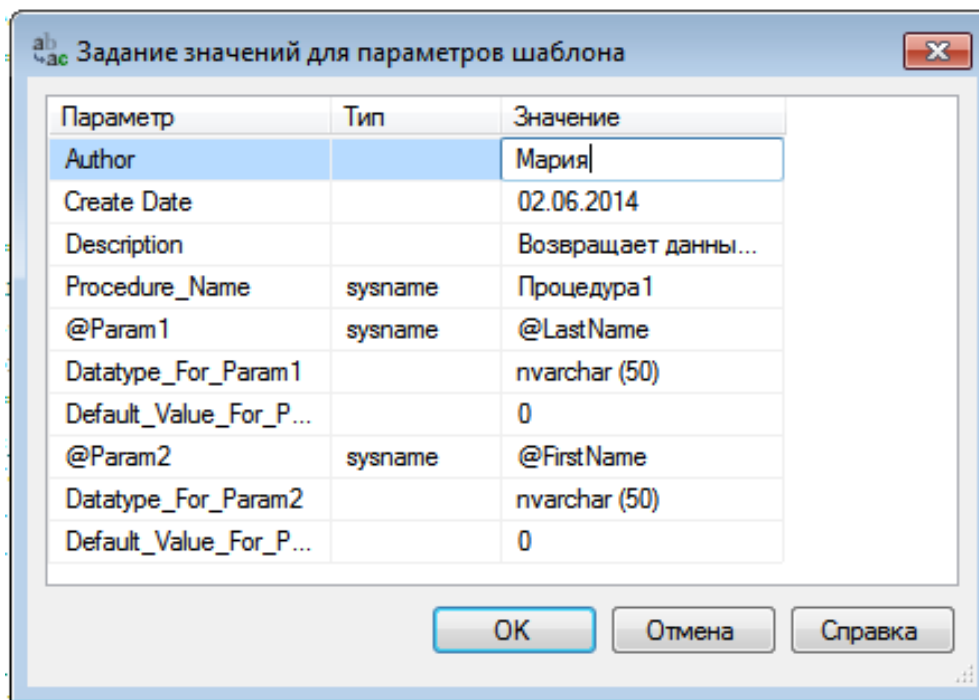 Задание значений для параметров шаблона
Параметр Тип Значение
Author Мария
Create Date 02.06.2014
Description Возвращает данны...
Procedure_Name sysname Процедура1
@Param1 sysname @LastName
Datatype_For_Param1 nvarchar (50)
Default_Value_For_P... 0
@Param2 sysname @FirstName
Datatype_For_Param2 nvarchar (50)
Default_Value_For_P... 0
OK Отмена Справка